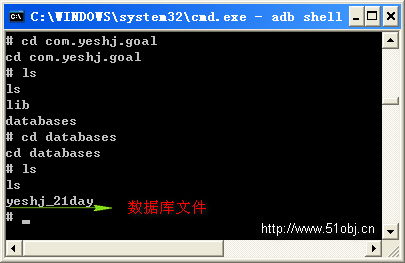 C:\WINDOWS\system32\cmd.exe - adb shell
# cd com.yeshj.goal
cd com.yeshj.goal
# ls
ls
lib
databases
# cd databases
cd databases
# ls
ls
yeshj_21day 数据库文件
#
http://www.51obj.cn